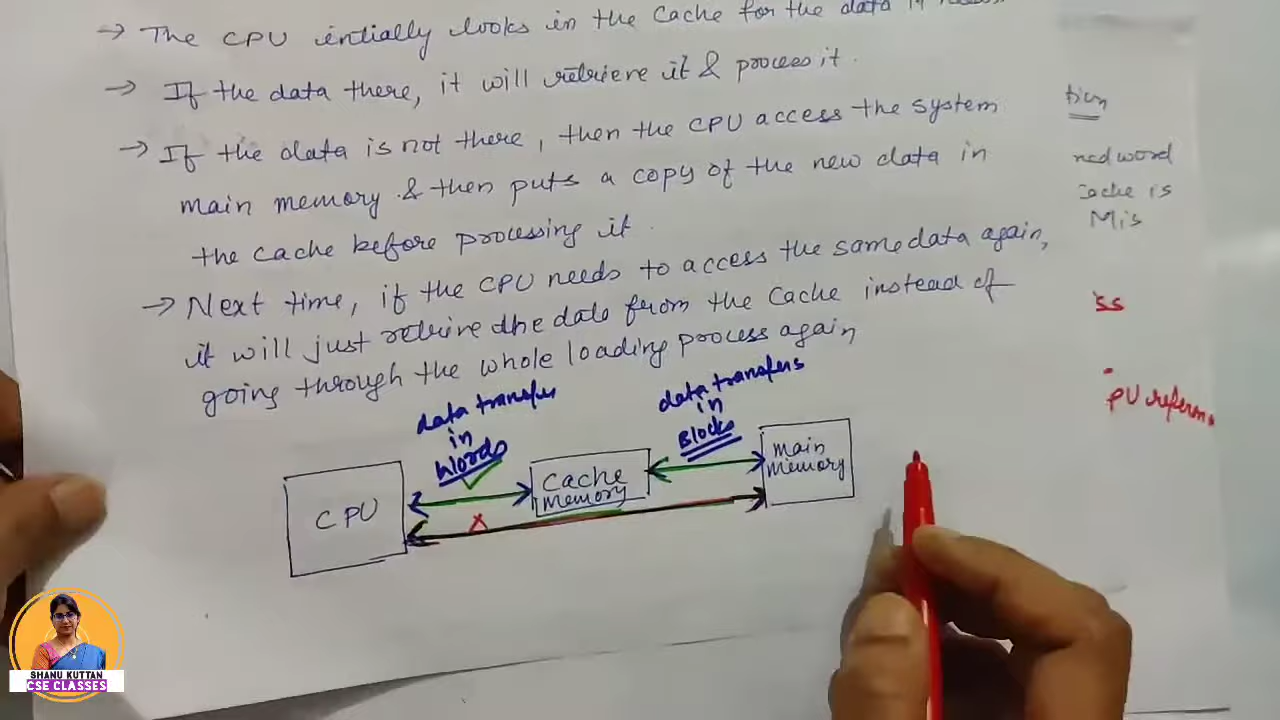 → The CPU intially looks in the Cache for the data it
→ If the data there, it will retrieve it & process it.
→ If the data is not there, then the CPU access the system
main memory & then puts a copy of the new data in
the cache before processing it.
→ Next time, if the CPU needs to access the same data again,
it will just retrive the data from the Cache instead of
going through the whole loading process again
data transfer
in
Words
data transfers
in
Blocks
CPU
Cache
memory
main
memory
X
tion
ned word
Cache is
Mis
ss
PU
SHANU KUTTAN
CSE CLASSES